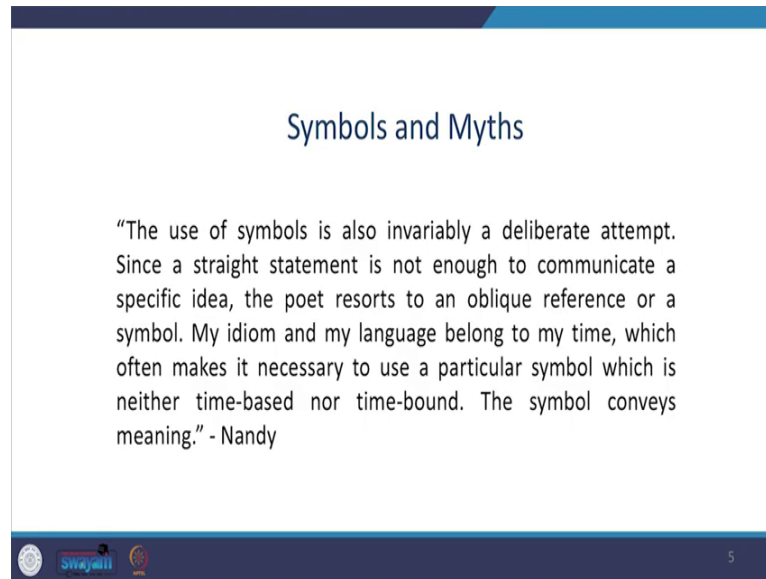 Symbols and Myths
“The use of symbols is also invariably a deliberate attempt.
Since a straight statement is not enough to communicate a
specific idea, the poet resorts to an oblique reference or a
symbol. My idiom and my language belong to my time, which
often makes it necessary to use a particular symbol which is
neither time-based nor time-bound. The symbol conveys
meaning.” - Nandy
swayam
5